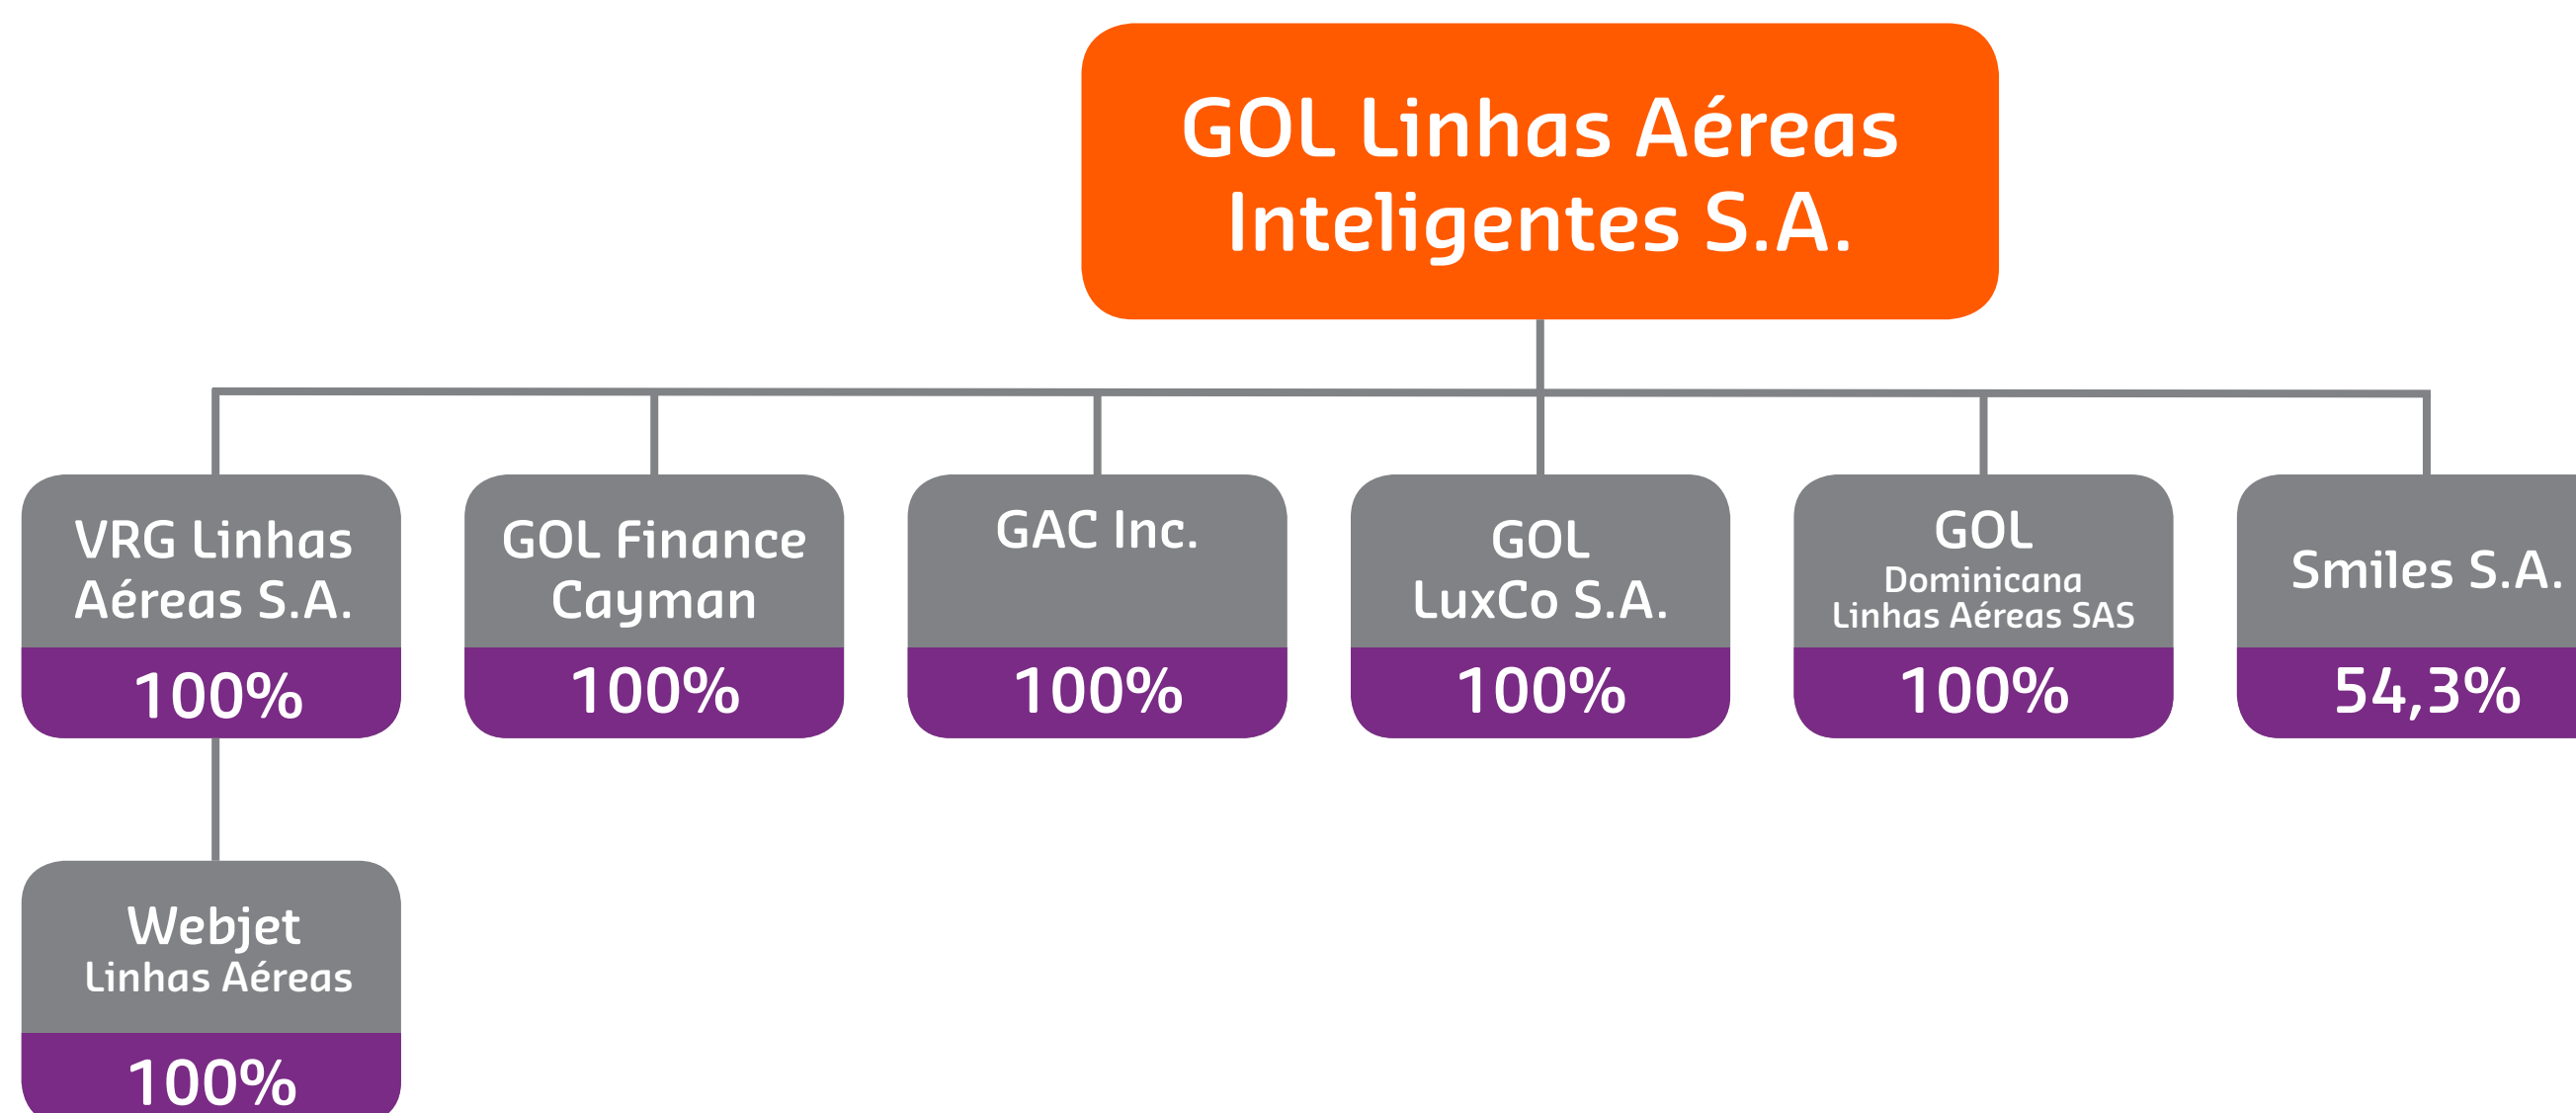 GOL Linhas Aéreas
Inteligentes S.A.
VRG Linhas
Aéreas S.A.
100%
GOL Finance
Cayman
100%
GAC Inc.
100%
GOL
LuxCo S.A.
100%
GOL
Dominicana
Linhas Aéreas SAS
100%
Smiles S.A.
54,3%
Webjet
Linhas Aéreas
100%